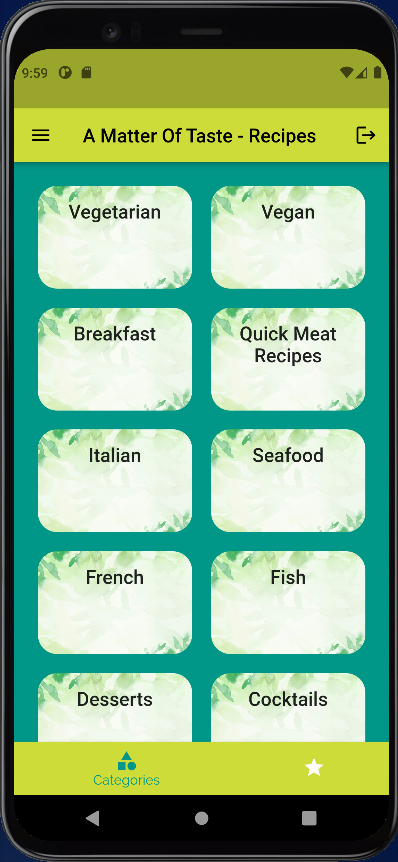 9:59
A Matter Of Taste - Recipes
Vegetarian
Vegan
Breakfast
Quick Meat
Recipes
Italian
Seafood
French
Fish
Desserts
Cocktails
Categories